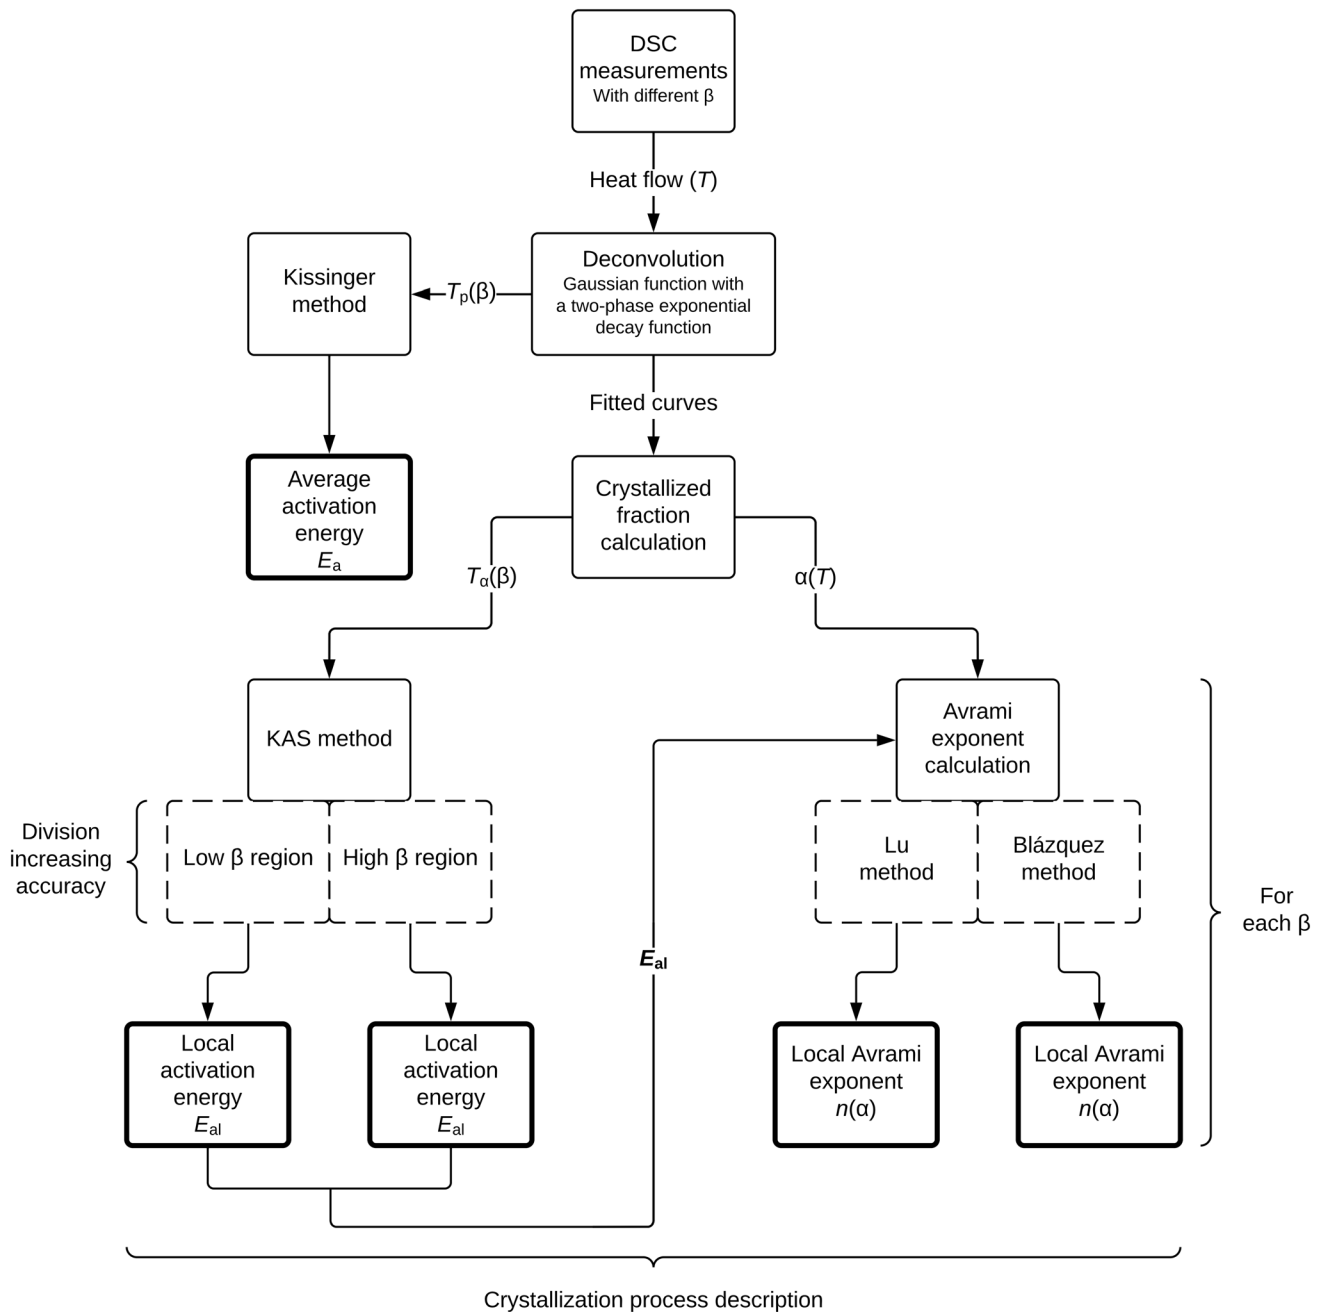 DSC
measurements
With different β
Heat flow (T)
Deconvolution
Gaussian function with
a two-phase exponential
decay function
Tp(β)
Kissinger
method
Fitted curves
Average
activation
energy
Ea
Crystallized
fraction
calculation
Tα(β)
α(T)
KAS method
Avrami
exponent
calculation
Division
increasing
accuracy
Low β region
High β region
Lu
method
Blázquez
method
For
each β
Eal
Local
activation
energy
Eal
Local
activation
energy
Eal
Local Avrami
exponent
n(α)
Local Avrami
exponent
n(α)
Crystallization process description